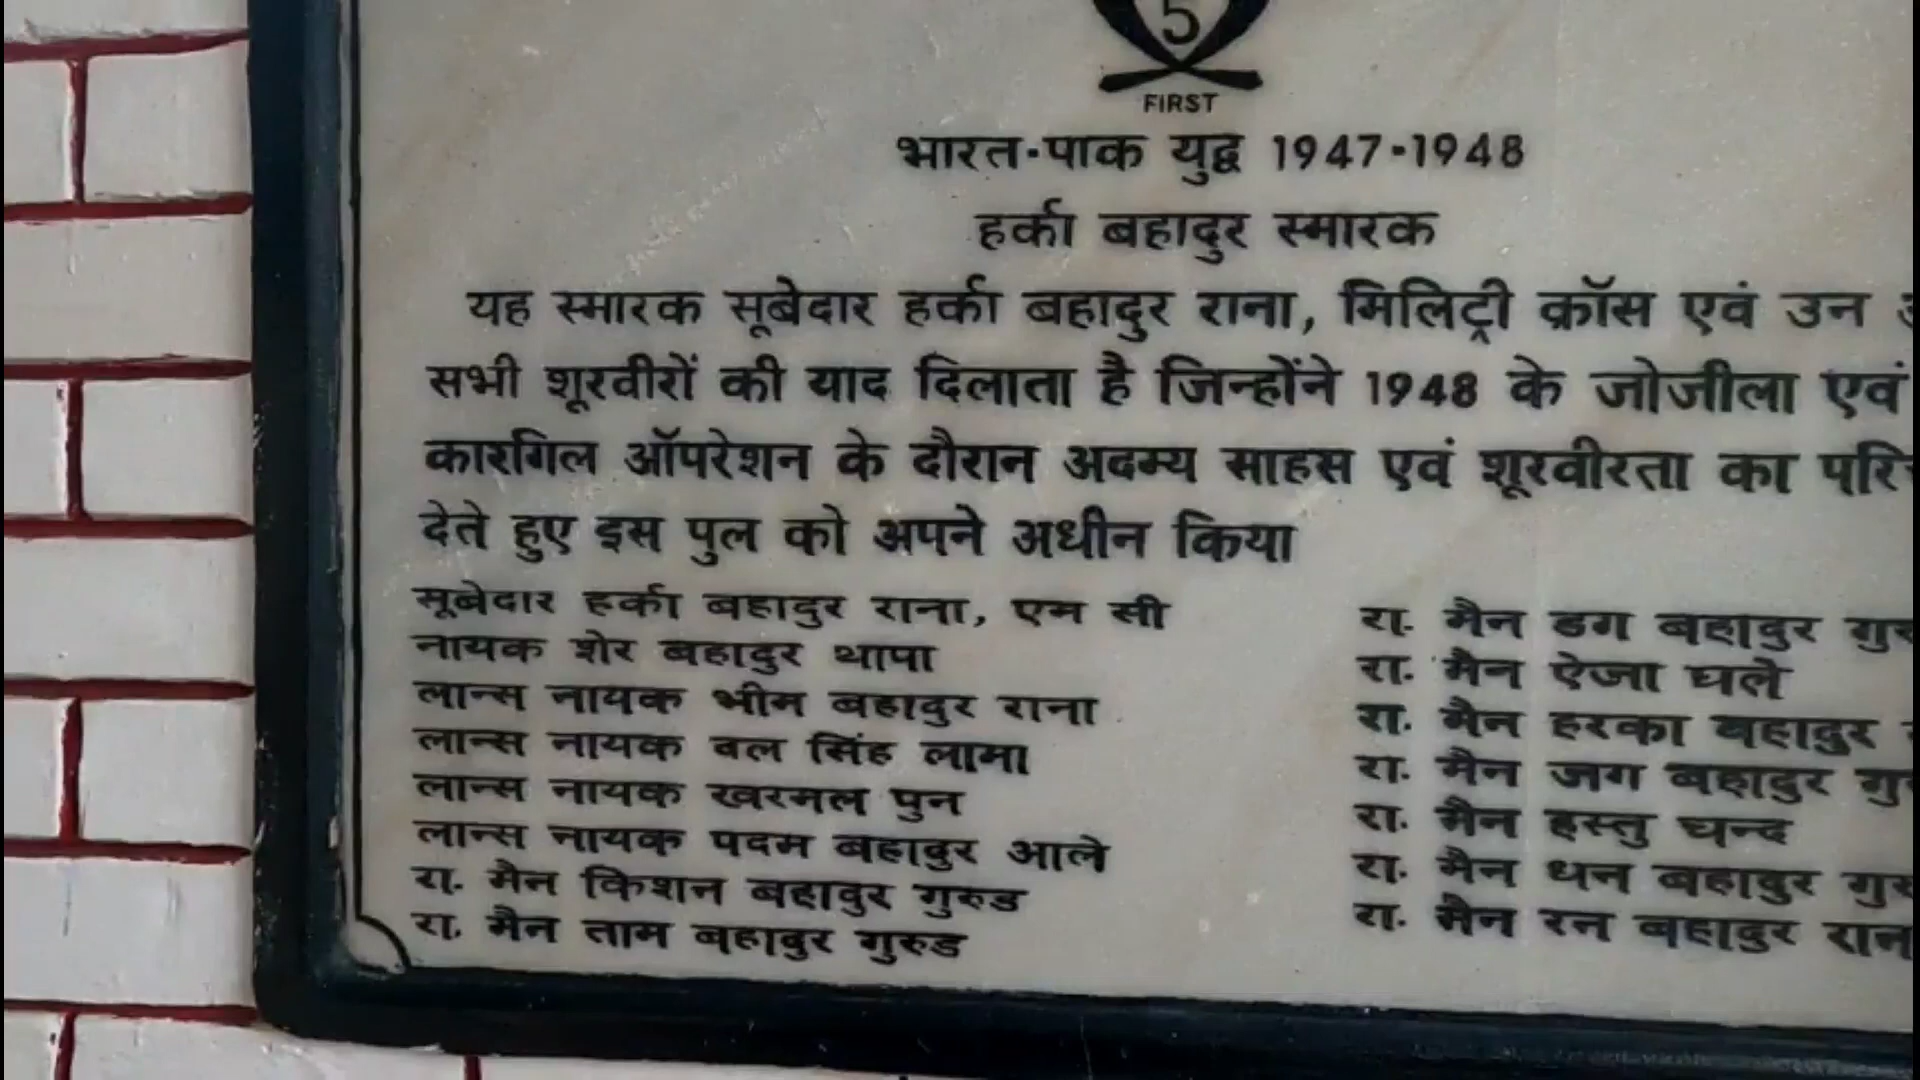 5
FIRST
भारत-पाक युद्ध 1947-1948
हर्का बहादुर स्मारक
यह स्मारक सूबेदार हर्का बहादुर राना, मिलिट्री क्रॉस एवं उन
सभी शूरवीरों की याद दिलाता है जिन्होंने 1948 के जोजीला एवं
कारगिल ऑपरेशन के दौरान अदम्य साहस एवं शूरवीरता का
देते हुए इस पुल को अपने अधीन किया
सूबेदार हर्का बहादुर राना, एम सी
नायक शेर बहादुर थापा
लान्स नायक भीम बहादुर राना
लान्स नायक बल सिंह लामा
लान्स नायक खरमल पुन
लान्स नायक पदम बहादुर आले
रा. मैन किशन बहादुर गुरुड
रा. मैन ताम बहादुर गुरुड
रा. मैन डग बहादुर
रा. मैन ऐजा घले
रा. मैन हरका बहादुर
रा. मैन जग बहादुर
रा. मैन हस्तु चन्द
रा. मैन धन बहादुर
रा. मैन रन बहादुर